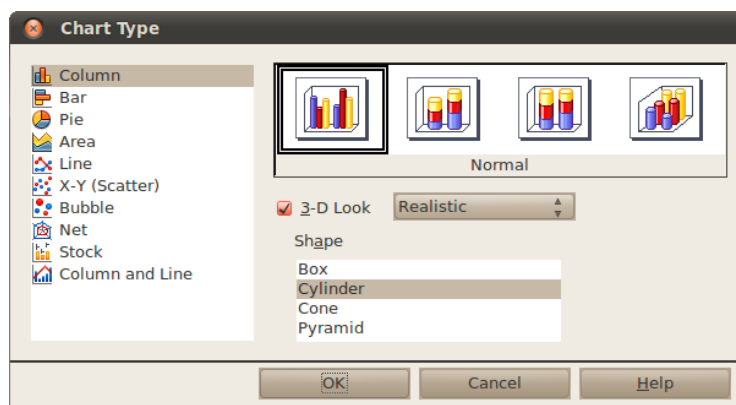 Chart Type
Column
Bar
Pie
Area
Line
X-Y (Scatter)
Bubble
Net
Stock
Column and Line
Normal
3-D Look
Realistic
Shape
Box
Cylinder
Cone
Pyramid
OK
Cancel
Help